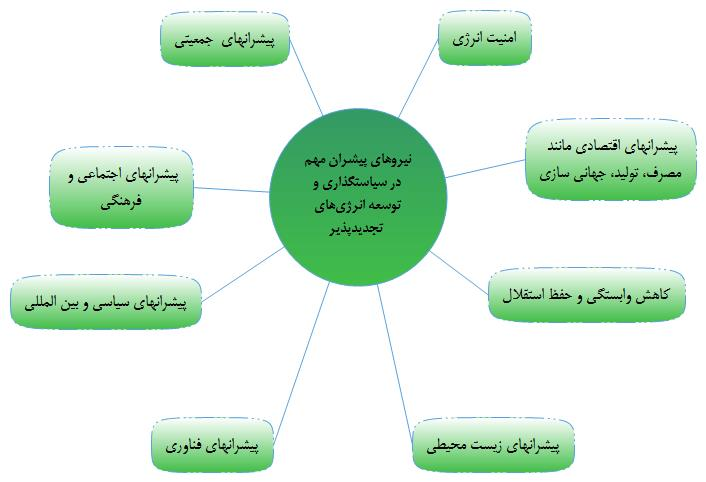 پیشرانهای جمعیتی
امنیت انرژی
نیروهای پیشران مهم
در سیاستگذاری و
توسعه انرژی‌های
تجدیدپذیر
پیشرانهای اقتصادی مانند
مصرف، تولید، جهانی سازی
پیشرانهای اجتماعی و
فرهنگی
کاهش وابستگی و حفظ استقلال
پیشرانهای سیاسی و بین المللی
پیشرانهای زیست محیطی
پیشرانهای فناوری